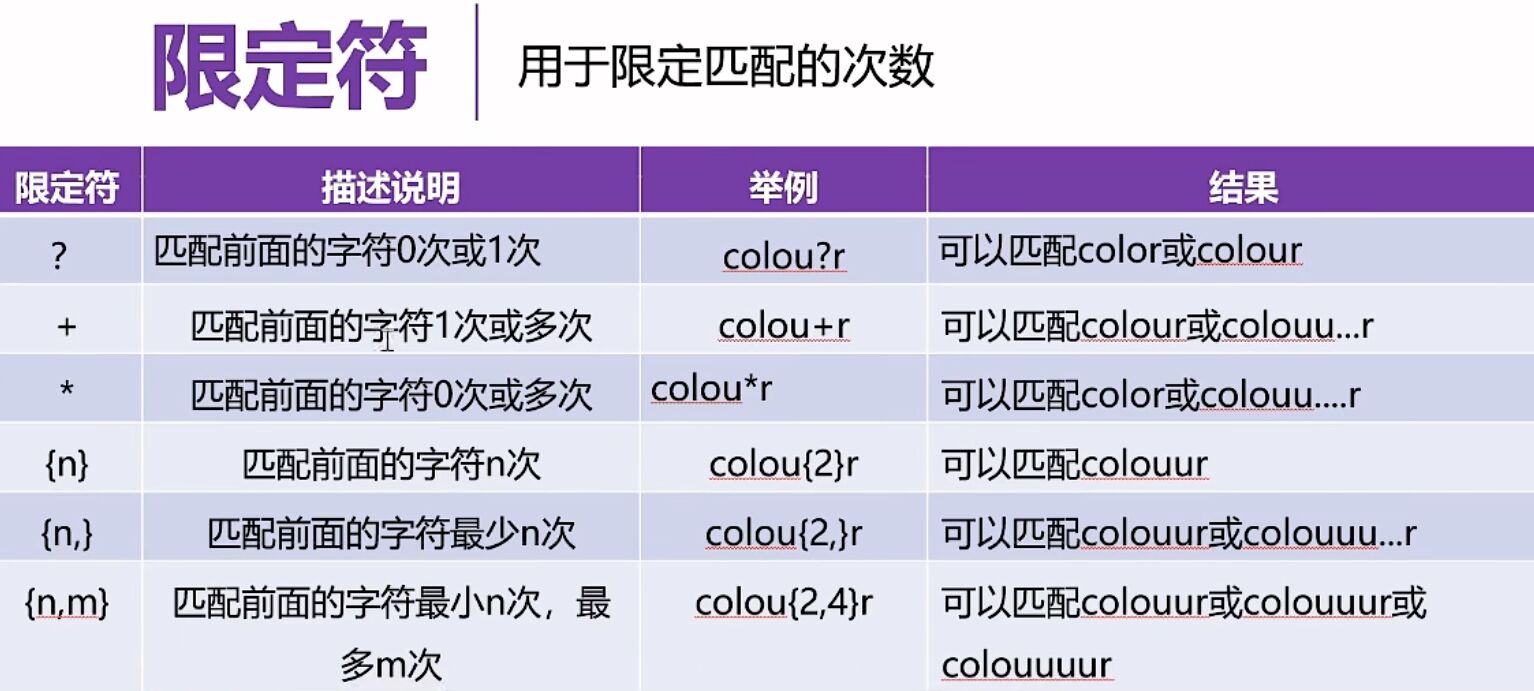 限定符
用于限定匹配的次数
限定符 描述说明 举例 结果
? 匹配前面的字符0次或1次 colou?r 可以匹配color或colour
+ 匹配前面的字符1次或多次 colou+r 可以匹配colour或colouu...r
* 匹配前面的字符0次或多次 colou*r 可以匹配color或colouu....r
{n} 匹配前面的字符n次 colou{2}r 可以匹配colouur
{n,} 匹配前面的字符最少n次 colou{2,}r 可以匹配colouur或colouuu...r
{n,m} 匹配前面的字符最小n次，最 colou{2,4}r 可以匹配colouur或colouuur或
多m次 colouuuur